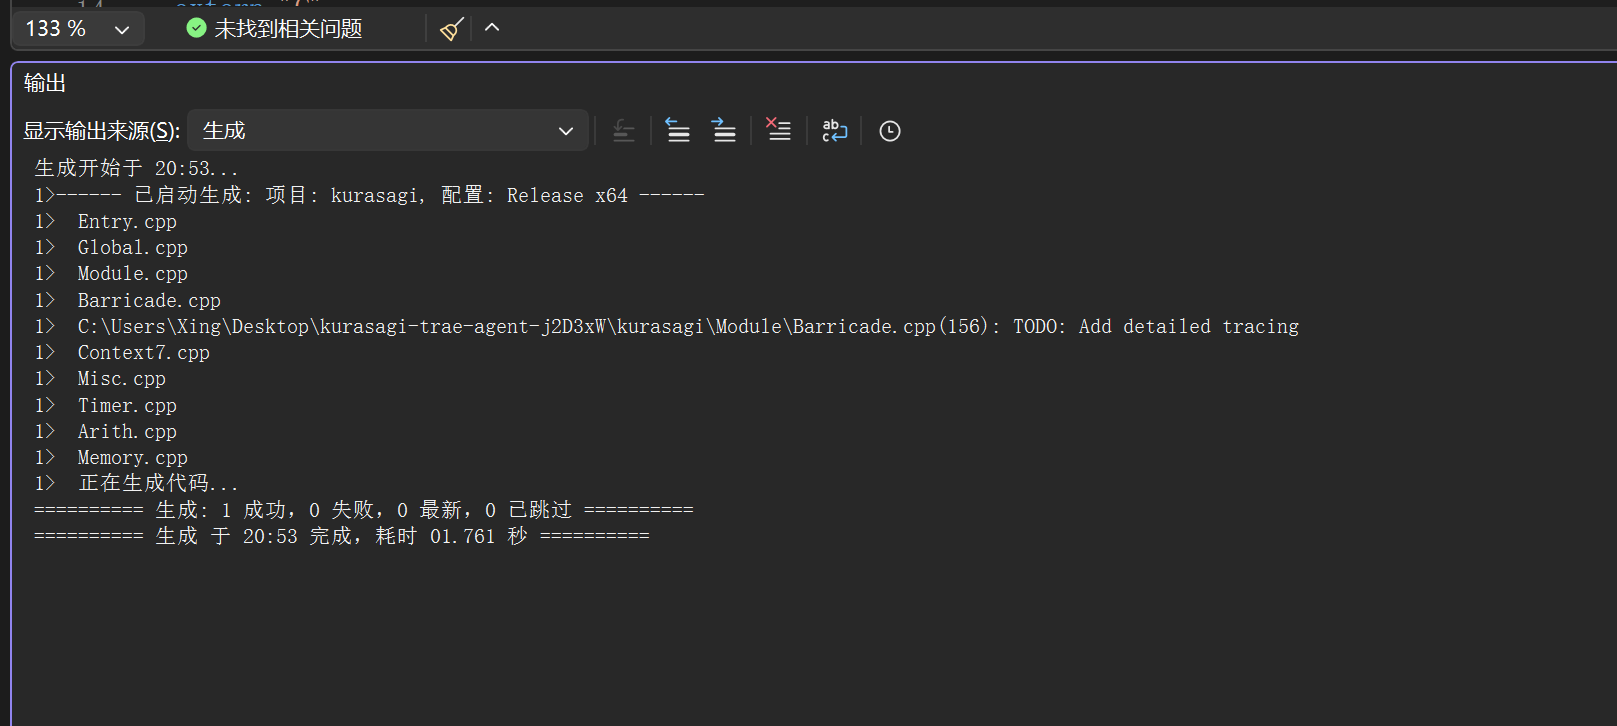 133 %
未找到相关问题
输出
显示输出来源(S): 生成
生成开始于 20:53...
1>------ 已启动生成: 项目: kurasagi, 配置: Release x64 ------
1>  Entry.cpp
1>  Global.cpp
1>  Module.cpp
1>  Barricade.cpp
1>  C:\Users\Xing\Desktop\kurasagi-trae-agent-j2D3xW\kurasagi\Module\Barricade.cpp(156): TODO: Add detailed tracing
1>  Context7.cpp
1>  Misc.cpp
1>  Timer.cpp
1>  Arith.cpp
1>  Memory.cpp
1>  正在生成代码...
========== 生成: 1 成功，0 失败，0 最新，0 已跳过 ==========
========== 生成 于 20:53 完成，耗时 01.761 秒 ==========